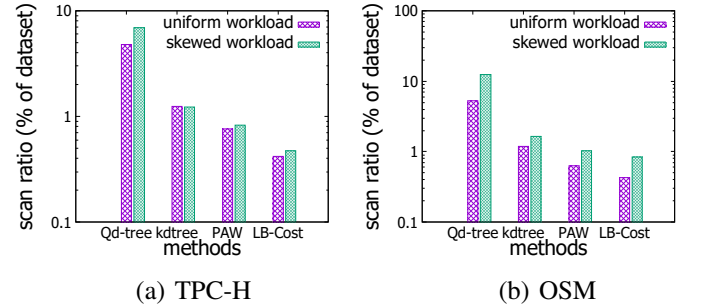 scan ratio (% of dataset)
10
1
0.1
uniform workload
skewed workload
Qd-tree kdtree PAW LB-Cost
methods
(a) TPC-H
scan ratio (% of dataset)
100
10
1
0.1
uniform workload
skewed workload
Qd-tree kdtree PAW LB-Cost
methods
(b) OSM